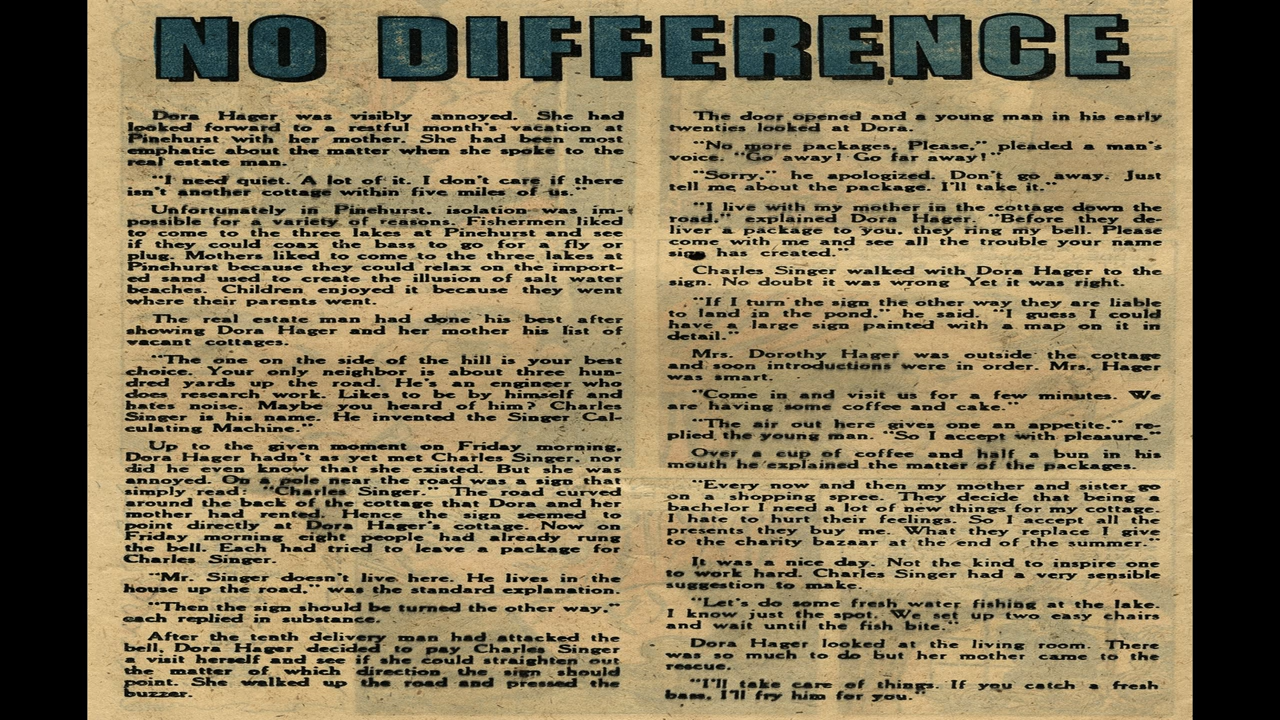 NO DIFFERENCE
Dora Hager was visibly annoyed. She had
looked forward to a restful month's vacation at
Pinehurst with her mother. She had been most
emphatic about the matter when she spoke to the
real estate man.
"I need quiet. A lot of it. I don't care if there
isn't another cottage within five miles of us."
Unfortunately in Pinehurst, isolation was im-
possible for a variety of reasons. Fishermen liked
to come to the three lakes at Pinehurst and see
if they could coax the bass to go for a fly or
plug. Mothers liked to come to the three lakes at
Pinehurst because they could relax on the import-
ed sand used to create the illusion of salt water
beaches. Children enjoyed it because they went
where their parents went.
The real estate man had done his best after
showing Dora Hager and her mother his list of
vacant cottages.
"The one on the side of the hill is your best
choice. Your only neighbor is about three hun-
dred yards up the road. He's an engineer who
does research work. Likes to be by himself and
hates noise. Maybe you heard of him? Charles
Singer is his name. He invented the Singer Cal-
culating Machine."
Up to the given moment on Friday morning,
Dora Hager hadn't as yet met Charles Singer, nor
did he even know that she existed. But she was
annoyed. On a pole near the road was a sign that
simply read: "Charles Singer." The road curved
around the back of the cottage that Dora and her
mother had rented. Hence the sign seemed to
point directly at Dora Hager's cottage. Now on
Friday morning eight people had already rung
the bell. Each had tried to leave a package for
Charles Singer.
"Mr. Singer doesn't live here. He lives in the
house up the road," was the standard explanation.
"Then the sign should be turned the other way,"
each replied in substance.
After the tenth delivery man had attacked the
bell, Dora Hager decided to pay Charles Singer
a visit herself and see if she could straighten out
the matter of which direction the sign should
point. She walked up the road and pressed the
buzzer.
The door opened and a young man in his early
twenties looked at Dora.
"No more packages, Please," pleaded a man's
voice. "Go away! Go far away!"
"Sorry," he apologized. Don't go away. Just
tell me about the package. I'll take it."
"I live with my mother in the cottage down the
road," explained Dora Hager. "Before they de-
liver a package to you, they ring my bell. Please
come with me and see all the trouble your name
sign has created."
Charles Singer walked with Dora Hager to the
sign. No doubt it was wrong Yet it was right.
"If I turn the sign the other way they are liable
to land in the pond," he said. "I guess I could
have a large sign painted with a map on it in
detail."
Mrs. Dorothy Hager was outside the cottage
and soon introductions were in order. Mrs. Hager
was smart.
"Come in and visit us for a few minutes. We
are having some coffee and cake."
"The air out here gives one an appetite," re-
plied the young man. "So I accept with pleasure."
Over a cup of coffee and half a bun in his
mouth he explained the matter of the packages.
"Every now and then my mother and sister go
on a shopping spree. They decide that being a
bachelor I need a lot of new things for my cottage.
I hate to hurt their feelings. So I accept all the
presents they buy me. What they replace I give
to the charity bazaar at the end of the summer."
It was a nice day. Not the kind to inspire one
to work hard. Charles Singer had a very sensible
suggestion to make.
"Let's do some fresh water fishing at the lake.
I know just the spot. We set up two easy chairs
and wait until the fish bite."
Dora Hager looked at the living room. There
was so much to do but her mother came to the
rescue.
"I'll take care of things. If you catch a fresh
bass, I'll fry him for you."